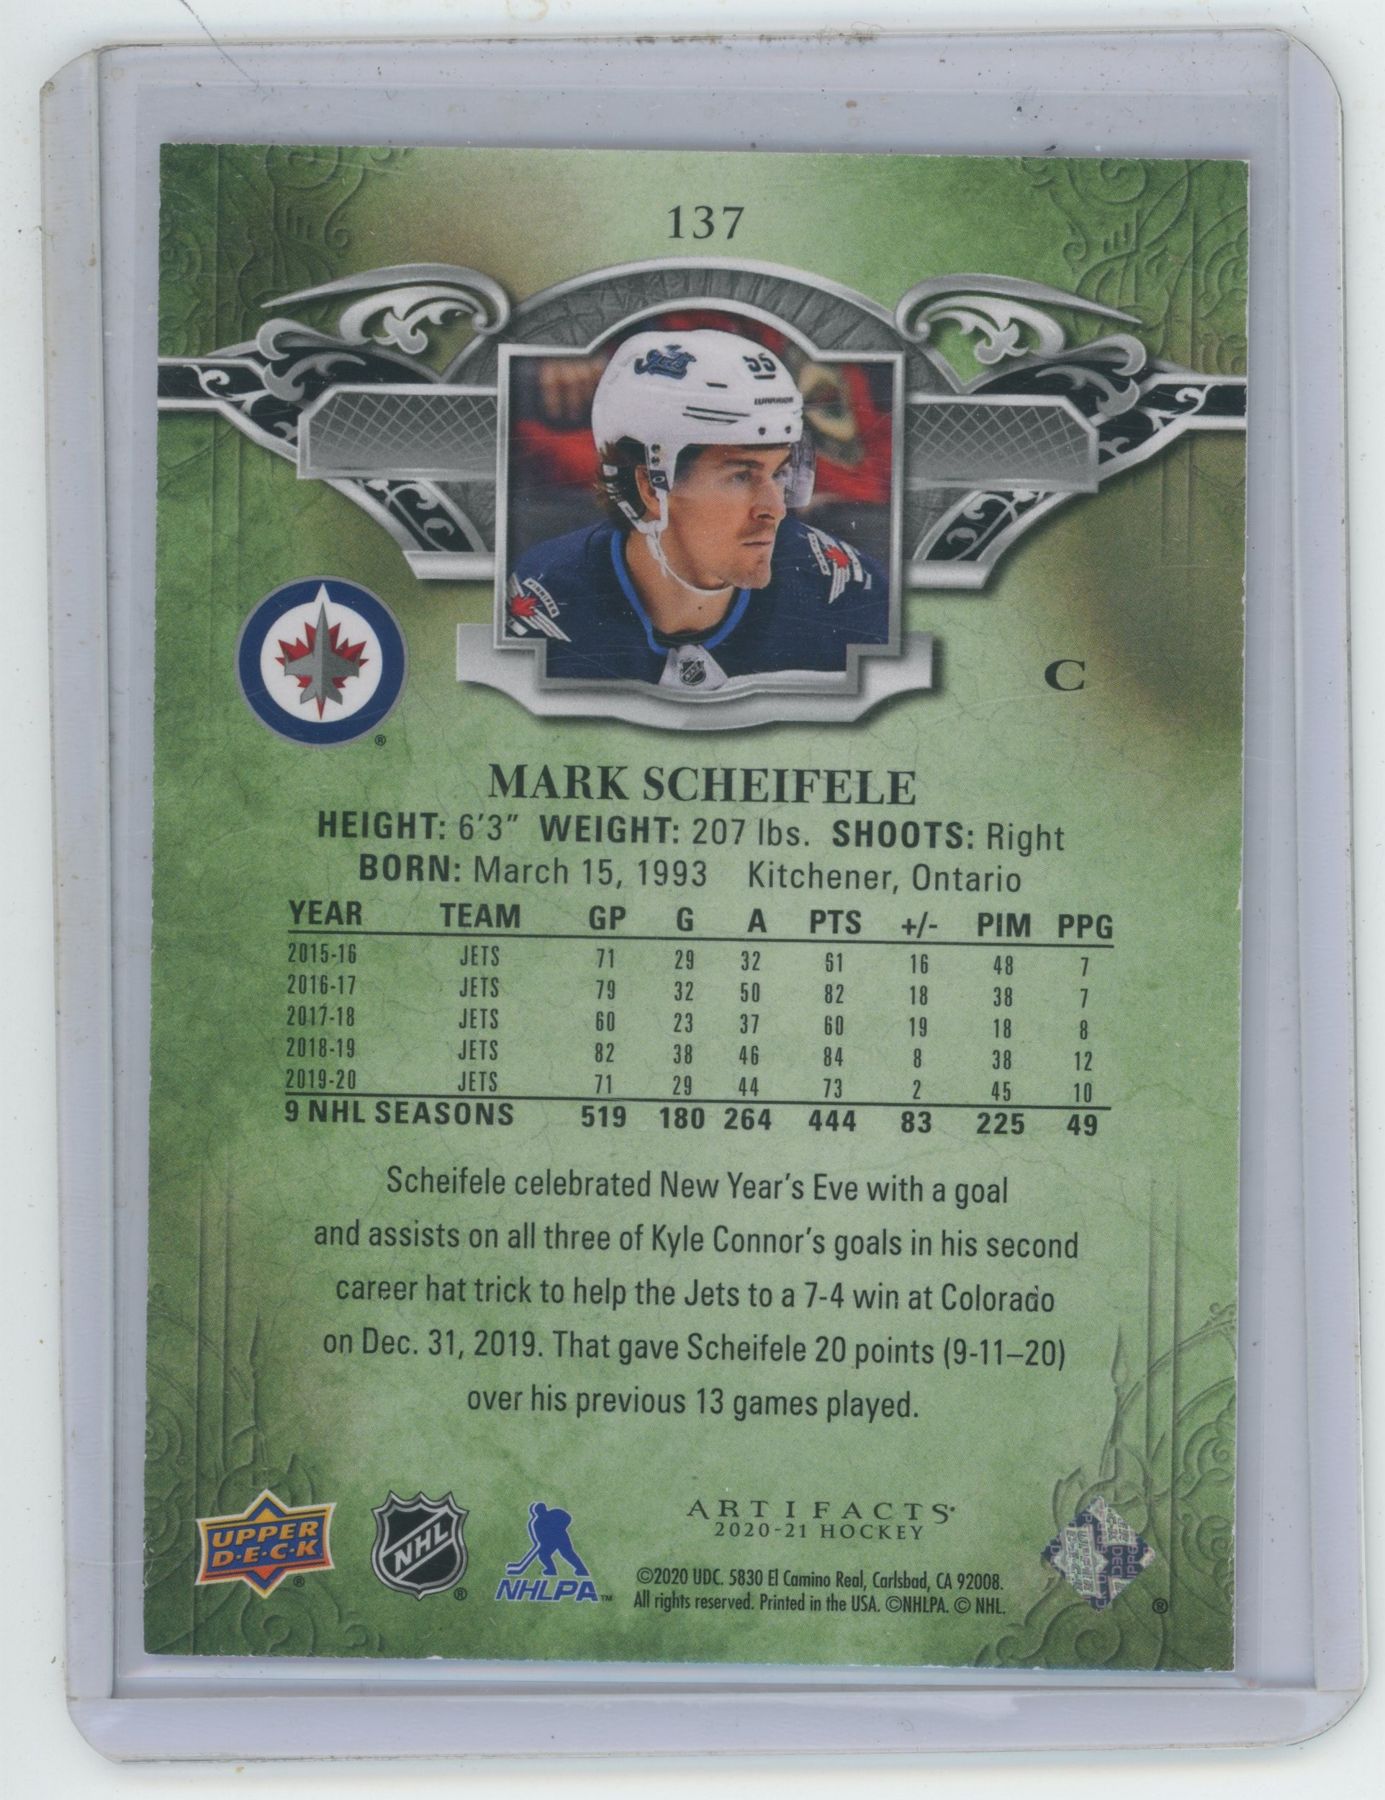 137
Jets
55
WARRIOR
WINNIPEG
C
®
MARK SCHEIFELE
HEIGHT: 6'3" WEIGHT: 207 lbs. SHOOTS: Right
BORN: March 15, 1993 Kitchener, Ontario
YEAR TEAM GP G A PTS +/- PIM PPG
2015-16 JETS 71 29 32 61 16 48 7
2016-17 JETS 79 32 50 82 18 38 7
2017-18 JETS 60 23 37 60 19 18 8
2018-19 JETS 82 38 46 84 8 38 12
2019-20 JETS 71 29 44 73 2 45 10
9 NHL SEASONS 519 180 264 444 83 225 49
Scheifele celebrated New Year's Eve with a goal
and assists on all three of Kyle Connor's goals in his second
career hat trick to help the Jets to a 7-4 win at Colorado
on Dec. 31, 2019. That gave Scheifele 20 points (9-11–20)
over his previous 13 games played.
UPPER
D·E·C·K ®
NHL ®
NHLPA™
ARTIFACTS®
2020-21 HOCKEY
©2020 UDC. 5830 El Camino Real, Carlsbad, CA 92008.
All rights reserved. Printed in the USA. ©NHLPA. © NHL.
®